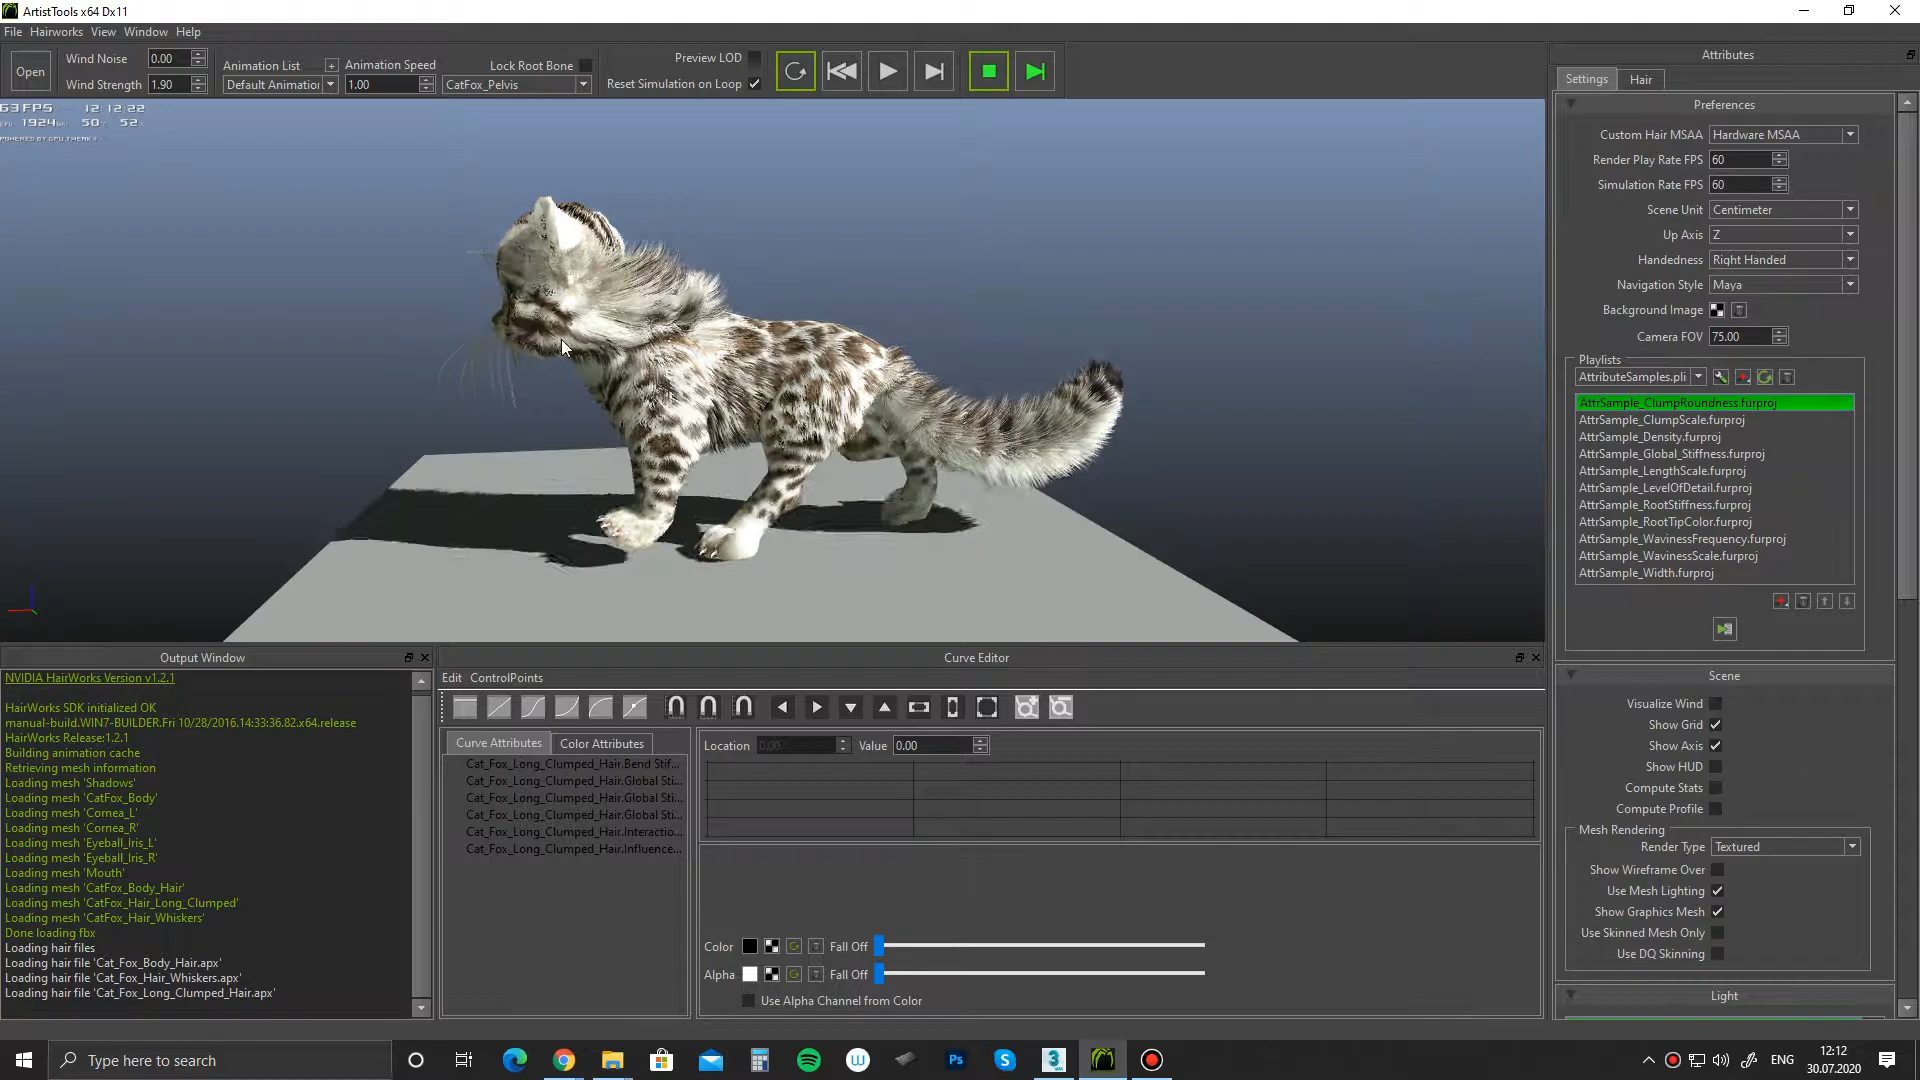 ArtistTools x64 Dx11
File Hairworks View Window Help
Open
Wind Noise 0.00
Wind Strength 1.90
Animation List +
Default Animation
Animation Speed
1.00
Lock Root Bone
CatFox_Pelvis
Preview LOD
Reset Simulation on Loop
63 FPS 12:12:22
1924 50° 52%
POWERED BY GPU TWEAK
Attributes
Settings Hair
Preferences
Custom Hair MSAA Hardware MSAA
Render Play Rate FPS 60
Simulation Rate FPS 60
Scene Unit Centimeter
Up Axis Z
Handedness Right Handed
Navigation Style Maya
Background Image
Camera FOV 75.00
Playlists
AttributeSamples.pli
AttrSample_ClumpRoundness.furproj
AttrSample_ClumpScale.furproj
AttrSample_Density.furproj
AttrSample_Global_Stiffness.furproj
AttrSample_LengthScale.furproj
AttrSample_LevelOfDetail.furproj
AttrSample_RootStiffness.furproj
AttrSample_RootTipColor.furproj
AttrSample_WavinessFrequency.furproj
AttrSample_WavinessScale.furproj
AttrSample_Width.furproj
Scene
Visualize Wind
Show Grid
Show Axis
Show HUD
Compute Stats
Compute Profile
Mesh Rendering
Render Type Textured
Show Wireframe Over
Use Mesh Lighting
Show Graphics Mesh
Use Skinned Mesh Only
Use DQ Skinning
Light
Output Window
NVIDIA HairWorks Version v1.2.1
HairWorks SDK initialized OK
manual-build.WIN7-BUILDER.Fri 10/28/2016.14:33:36.82.x64.release
HairWorks Release:1.2.1
Building animation cache
Retrieving mesh information
Loading mesh 'Shadows'
Loading mesh 'CatFox_Body'
Loading mesh 'Cornea_L'
Loading mesh 'Cornea_R'
Loading mesh 'Eyeball_Iris_L'
Loading mesh 'Eyeball_Iris_R'
Loading mesh 'Mouth'
Loading mesh 'CatFox_Body_Hair'
Loading mesh 'CatFox_Hair_Long_Clumped'
Loading mesh 'CatFox_Hair_Whiskers'
Done loading fbx
Loading hair files
Loading hair file 'Cat_Fox_Body_Hair.apx'
Loading hair file 'Cat_Fox_Hair_Whiskers.apx'
Loading hair file 'Cat_Fox_Long_Clumped_Hair.apx'
Curve Editor
Edit ControlPoints
Curve Attributes Color Attributes
Cat_Fox_Long_Clumped_Hair.Bend Stif...
Cat_Fox_Long_Clumped_Hair.Global Sti...
Cat_Fox_Long_Clumped_Hair.Global Sti...
Cat_Fox_Long_Clumped_Hair.Global Sti...
Cat_Fox_Long_Clumped_Hair.Interactio...
Cat_Fox_Long_Clumped_Hair.Influence...
Location 0.00 Value 0.00
Color Fall Off
Alpha Fall Off
Use Alpha Channel from Color
Type here to search
Ps
ENG
12:12
30.07.2020